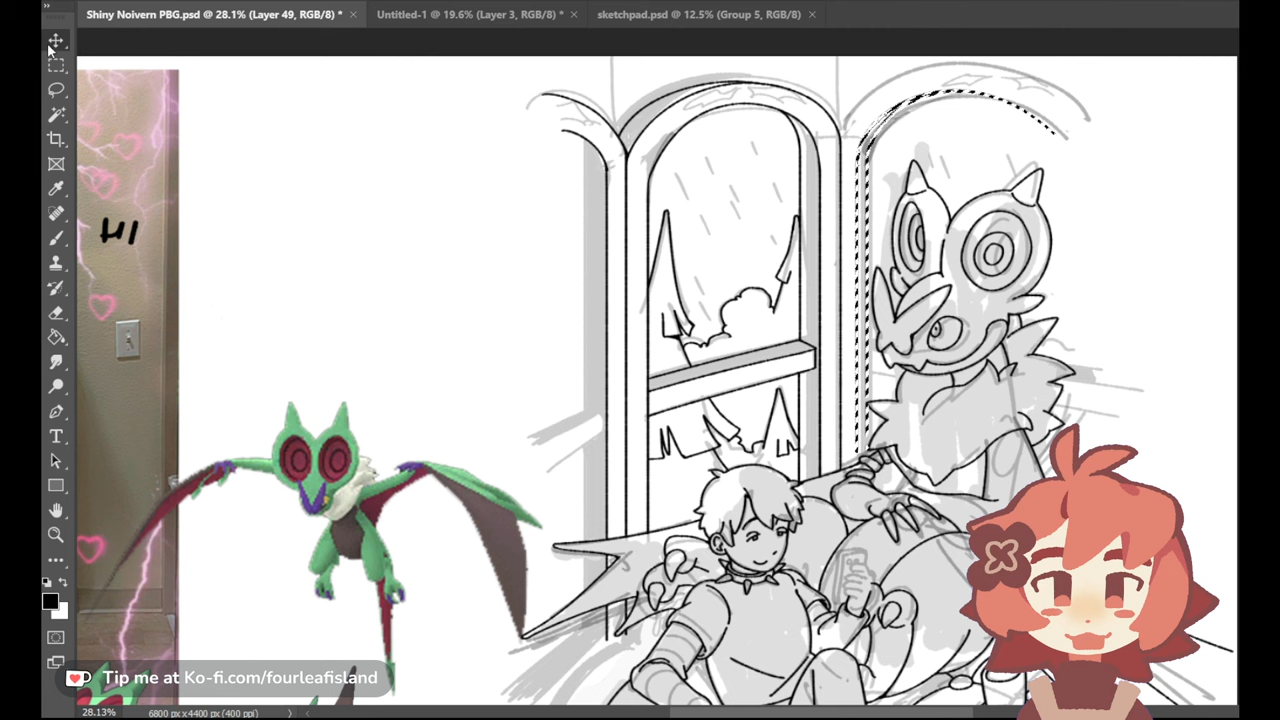 Shiny Noivern PBG.psd @ 28.1% (Layer 49, RGB/8) *
Untitled-1 @ 19.6% (Layer 3, RGB/8) *
sketchpad.psd @ 12.5% (Group 5, RGB/8)
HI
T
Tip me at Ko-fi.com/fourleafisland
28.13%
6800 px x 4400 px (400 ppi)